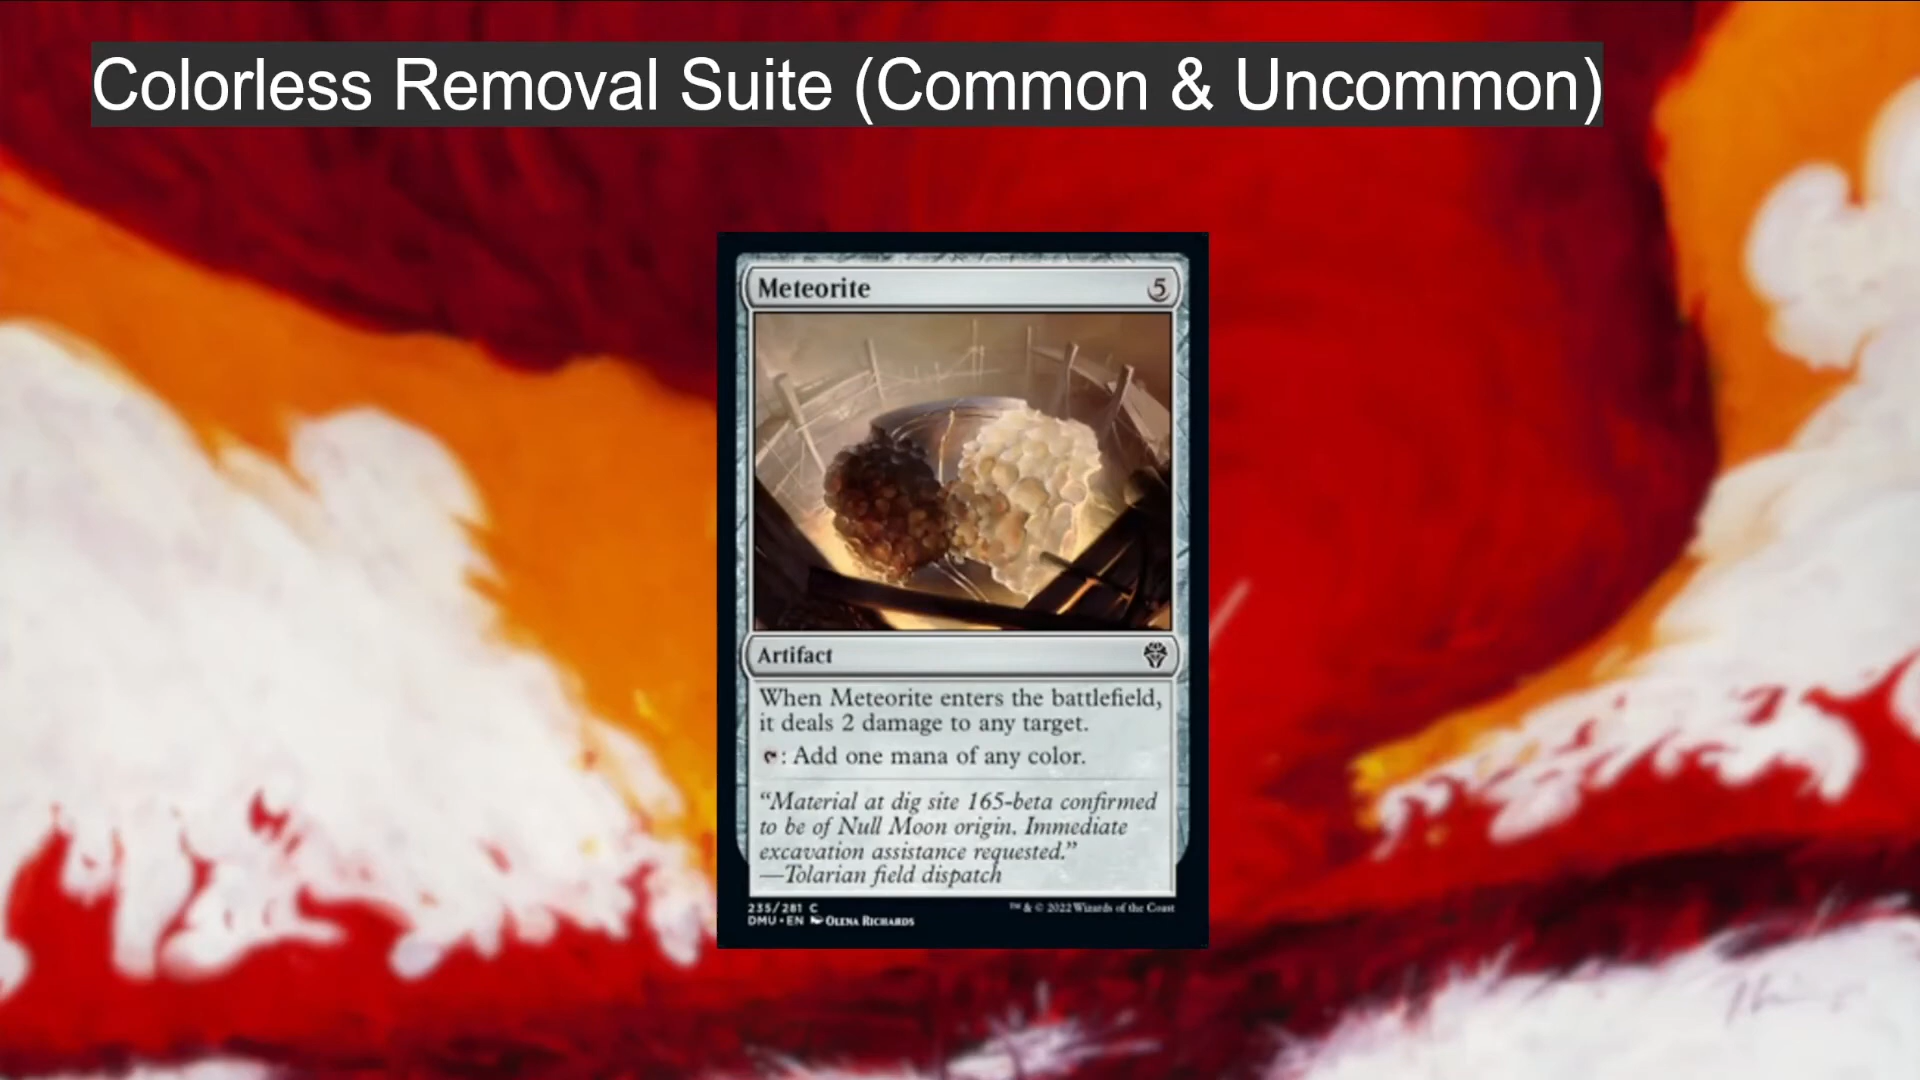 Colorless Removal Suite (Common & Uncommon)
Meteorite 5
Artifact
When Meteorite enters the battlefield,
it deals 2 damage to any target.
: Add one mana of any color.
“Material at dig site 165-beta confirmed
to be of Null Moon origin. Immediate
excavation assistance requested.”
—Tolarian field dispatch
235/281 C
™ & © 2022 Wizards of the Coast
DMU • EN OLENA RICHARDS